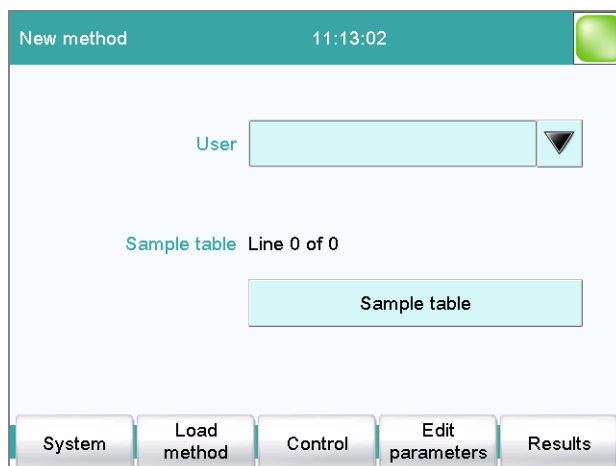 New method 11:13:02
User
Sample table Line 0 of 0
Sample table
System Load method Control Edit parameters Results